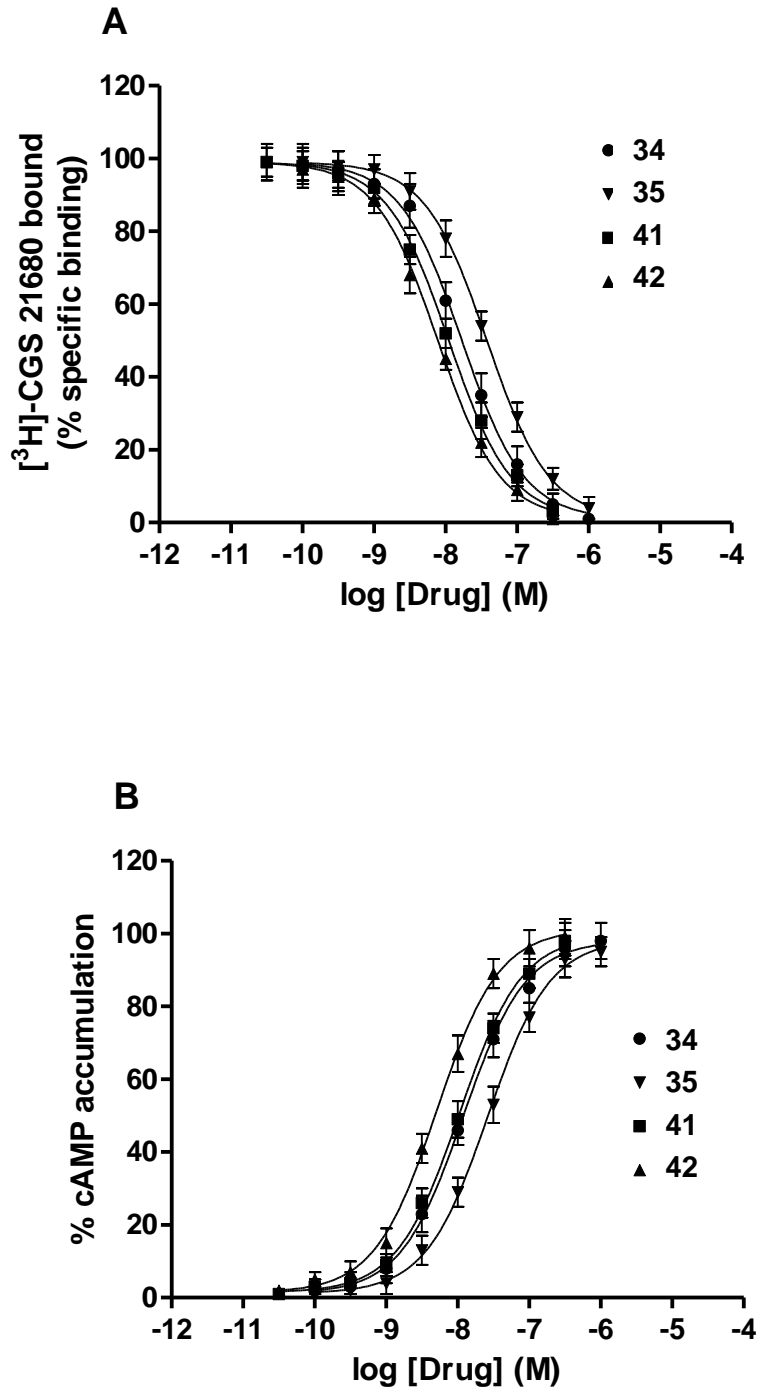 A
[³H]-CGS 21680 bound
(% specific binding)
120
100
80
60
40
20
0
-12 -11 -10 -9 -8 -7 -6 -5 -4
log [Drug] (M)
34
35
41
42
B
% cAMP accumulation
120
100
80
60
40
20
0
-12 -11 -10 -9 -8 -7 -6 -5 -4
log [Drug] (M)
34
35
41
42